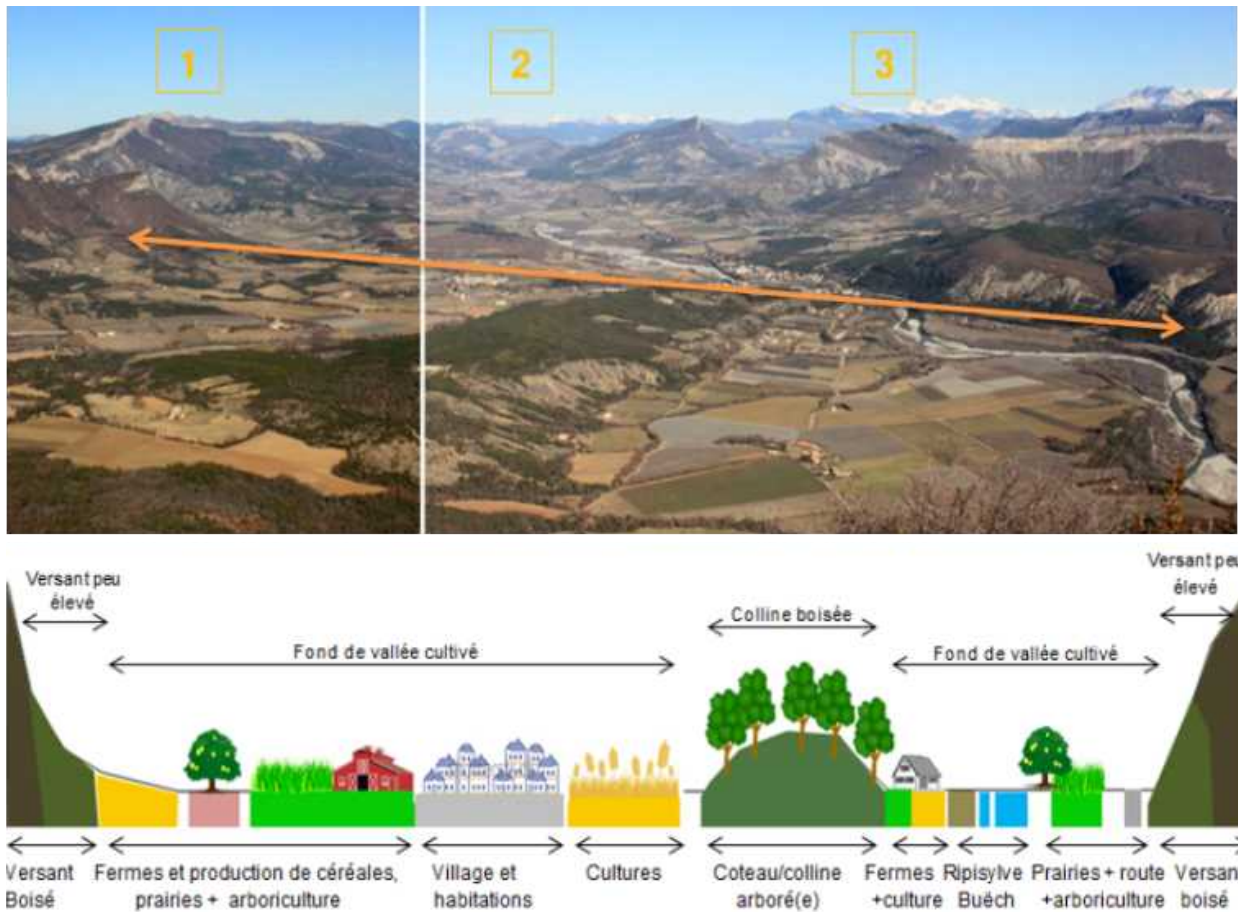 1
2
3
Versant peu
élevé
Fond de vallée cultivé
Colline boisée
Fond de vallée cultivé
Versant peu
élevé
Versant
Boisé
Fermes et production de céréales,
prairies + arboriculture
Village et
habitations
Cultures
Coteau/colline
arboré(e)
Fermes
+culture
Ripisylve
Buëch
Prairies + route
+arboriculture
Versan
boisé